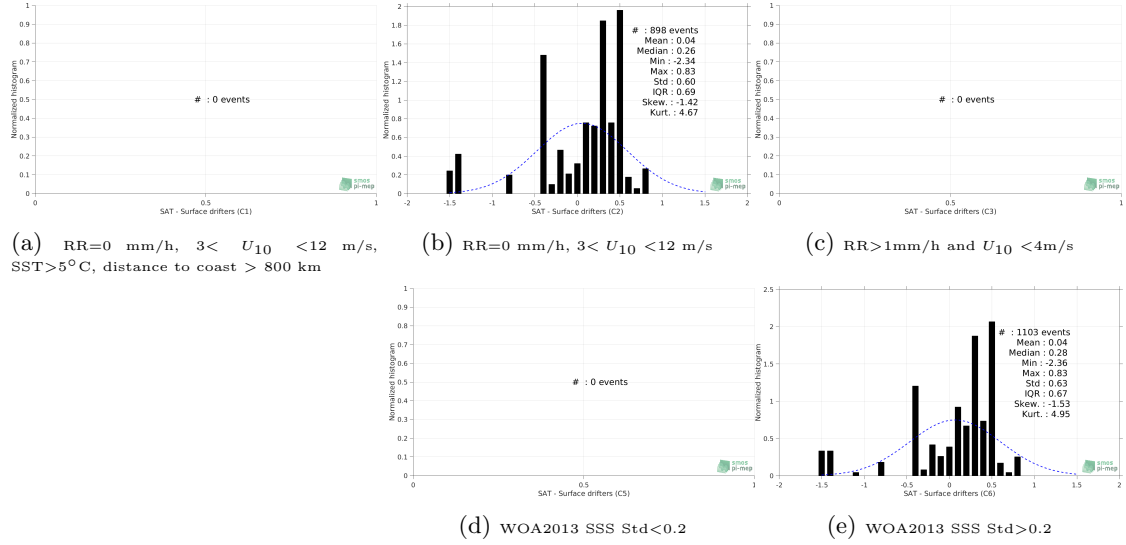 1
0.9
0.8
0.7
0.6
0.5
0.4
0.3
0.2
0.1
0
Normalized histogram
# : 0 events
smos
pi-mep
0 0.5 1
SAT - Surface drifters (C1)
(a) RR=0 mm/h, 3< U10 <12 m/s,
SST>5°C, distance to coast > 800 km
2
1.8
1.6
1.4
1.2
1
0.8
0.6
0.4
0.2
0
Normalized histogram
# : 898 events
Mean : 0.04
Median : 0.26
Min : -2.34
Max : 0.83
Std : 0.60
IQR : 0.69
Skew. : -1.42
Kurt. : 4.67
smos
pi-mep
-2 -1.5 -1 -0.5 0 0.5 1 1.5 2
SAT - Surface drifters (C2)
(b) RR=0 mm/h, 3< U10 <12 m/s
1
0.9
0.8
0.7
0.6
0.5
0.4
0.3
0.2
0.1
0
Normalized histogram
# : 0 events
smos
pi-mep
0 0.5 1
SAT - Surface drifters (C3)
(c) RR>1mm/h and U10 <4m/s
1
0.9
0.8
0.7
0.6
0.5
0.4
0.3
0.2
0.1
0
Normalized histogram
# : 0 events
smos
pi-mep
0 0.5 1
SAT - Surface drifters (C5)
(d) WOA2013 SSS Std<0.2
2.5
2
1.5
1
0.5
0
Normalized histogram
# : 1103 events
Mean : 0.04
Median : 0.28
Min : -2.36
Max : 0.83
Std : 0.63
IQR : 0.67
Skew. : -1.53
Kurt. : 4.95
smos
pi-mep
-2 -1.5 -1 -0.5 0 0.5 1 1.5 2
SAT - Surface drifters (C6)
(e) WOA2013 SSS Std>0.2